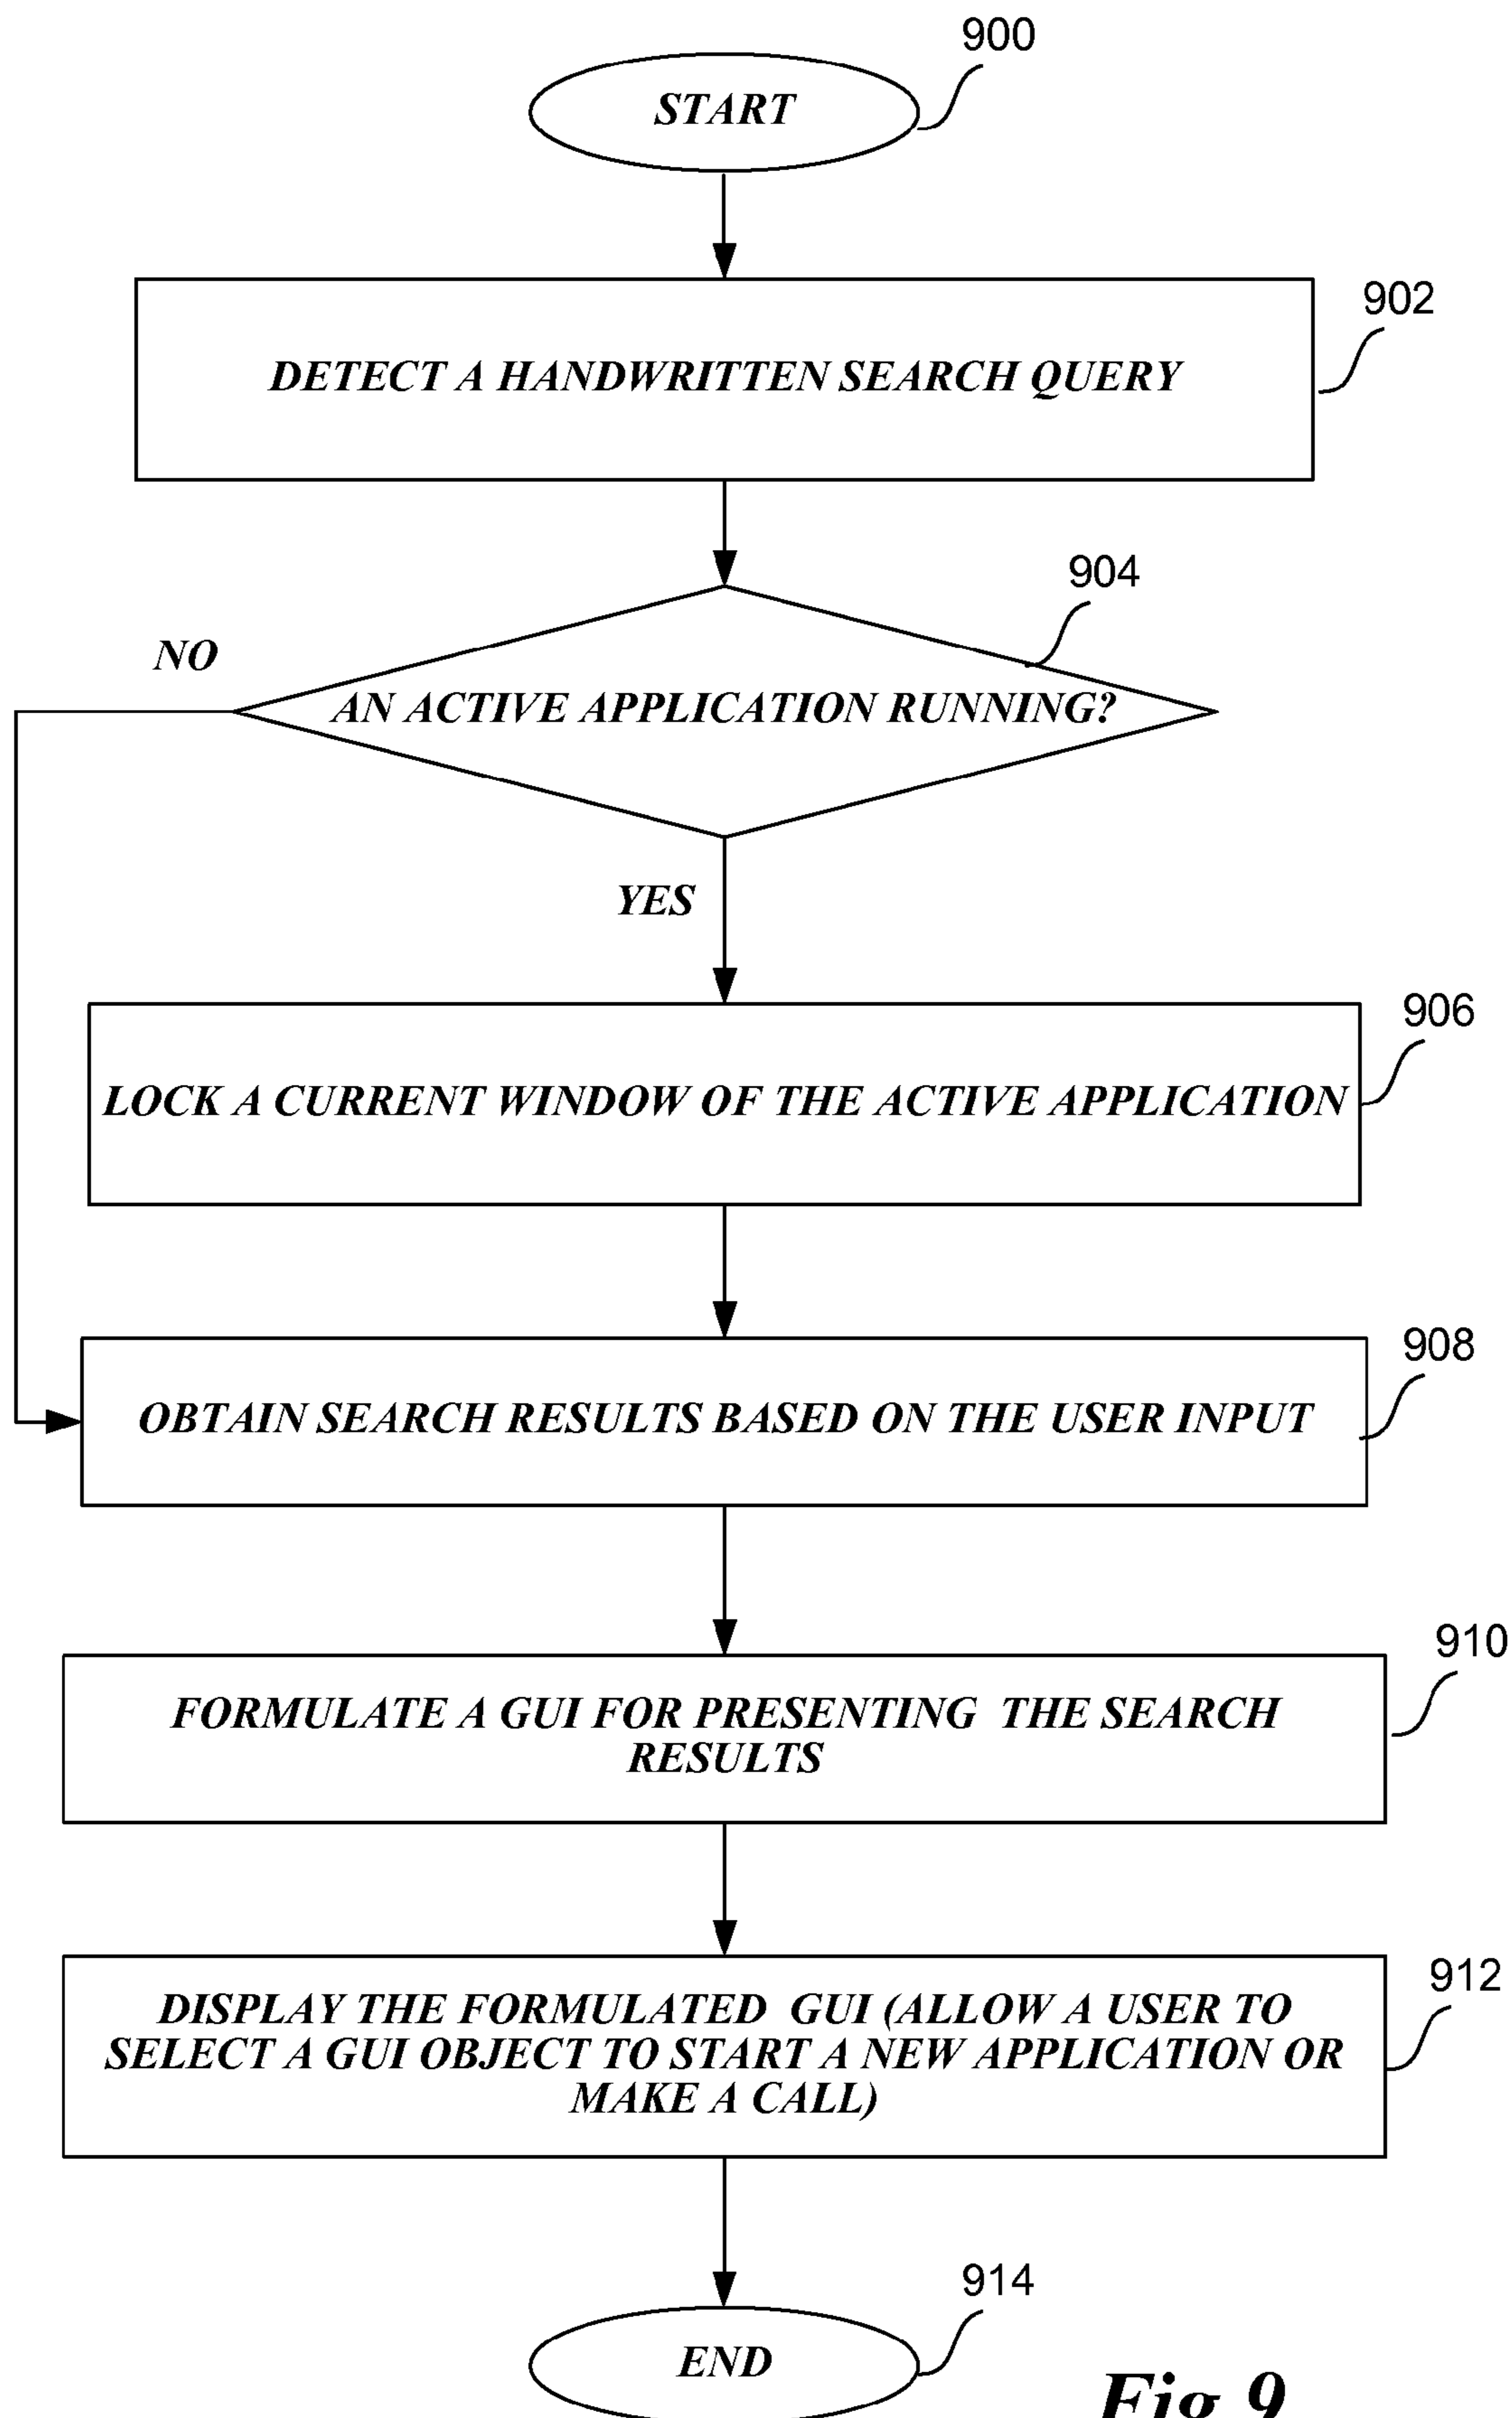 900
START
902
DETECT A HANDWRITTEN SEARCH QUERY
904
NO
AN ACTIVE APPLICATION RUNNING?
YES
906
LOCK A CURRENT WINDOW OF THE ACTIVE APPLICATION
908
OBTAIN SEARCH RESULTS BASED ON THE USER INPUT
910
FORMULATE A GUI FOR PRESENTING THE SEARCH
RESULTS
912
DISPLAY THE FORMULATED GUI (ALLOW A USER TO
SELECT A GUI OBJECT TO START A NEW APPLICATION OR
MAKE A CALL)
914
END
Fig 9